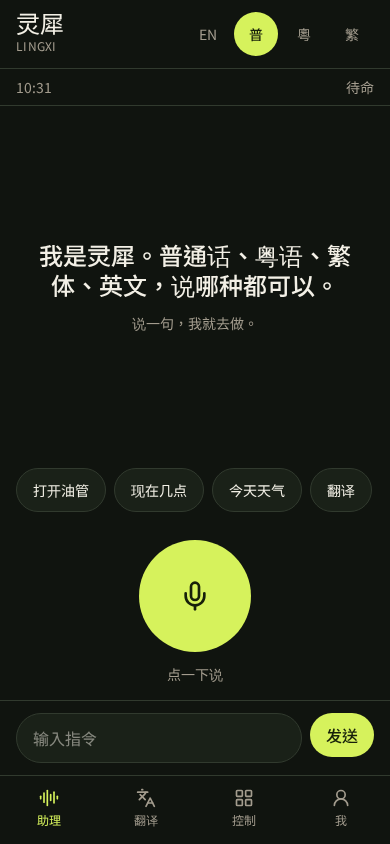 灵犀
LINGXI
EN 普 粤 繁
10:31 待命
我是灵犀。普通话、粤语、繁
体、英文，说哪种都可以。
说一句，我就去做。
打开油管 现在几点 今天天气 翻译
点一下说
输入指令 发送
助理 翻译 控制 我